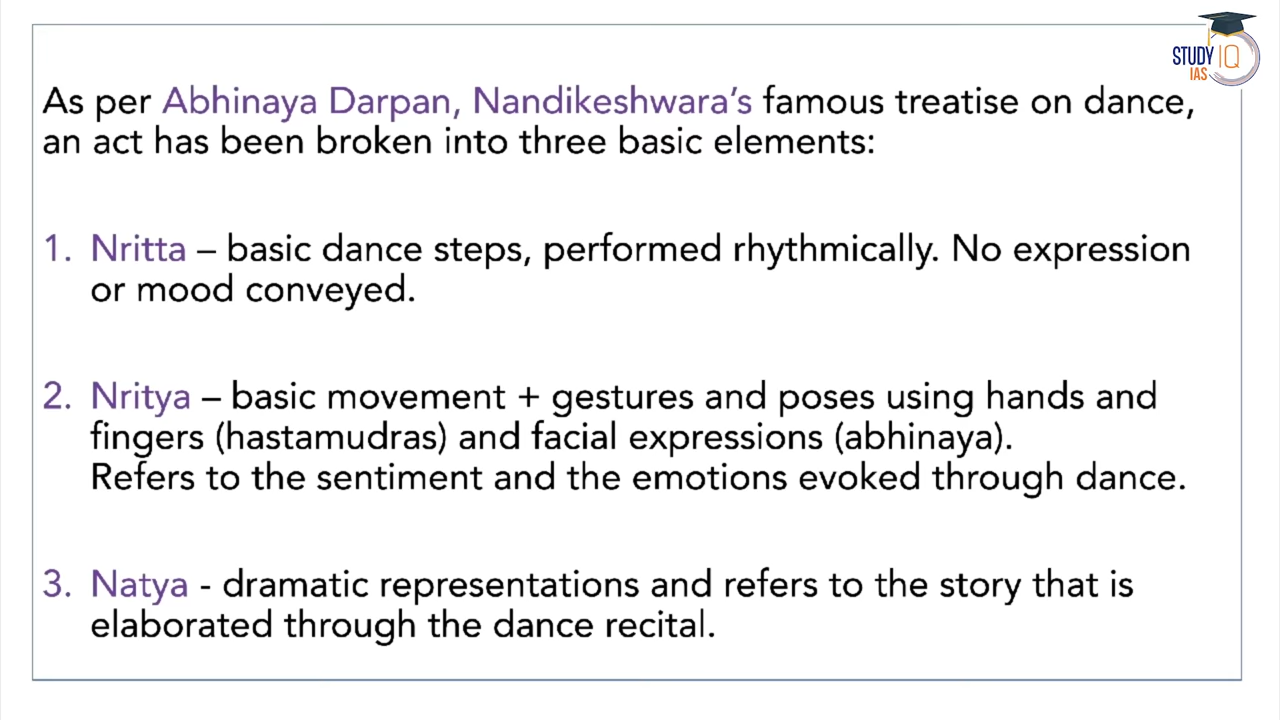 STUDY IQ
IAS
As per Abhinaya Darpan, Nandikeshwara's famous treatise on dance,
an act has been broken into three basic elements:
1. Nritta – basic dance steps, performed rhythmically. No expression
or mood conveyed.
2. Nritya – basic movement + gestures and poses using hands and
fingers (hastamudras) and facial expressions (abhinaya).
Refers to the sentiment and the emotions evoked through dance.
3. Natya - dramatic representations and refers to the story that is
elaborated through the dance recital.